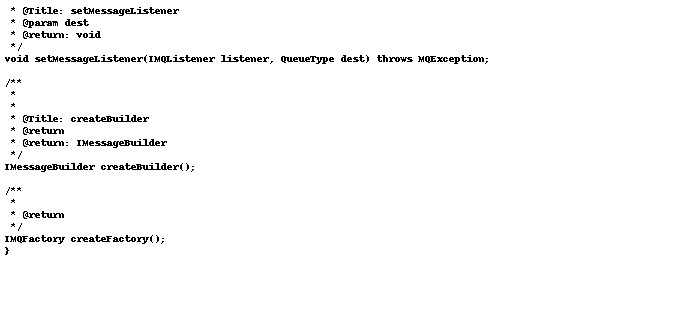 * @Title: setMessageListener
* @param dest
* @return: void
*/
void setMessageListener(IMQListener listener, QueueType dest) throws MQException;
/**
*
*
* @Title: createBuilder
* @return
* @return: IMessageBuilder
*/
IMessageBuilder createBuilder();
/**
*
* @return
*/
IMQFactory createFactory();
}